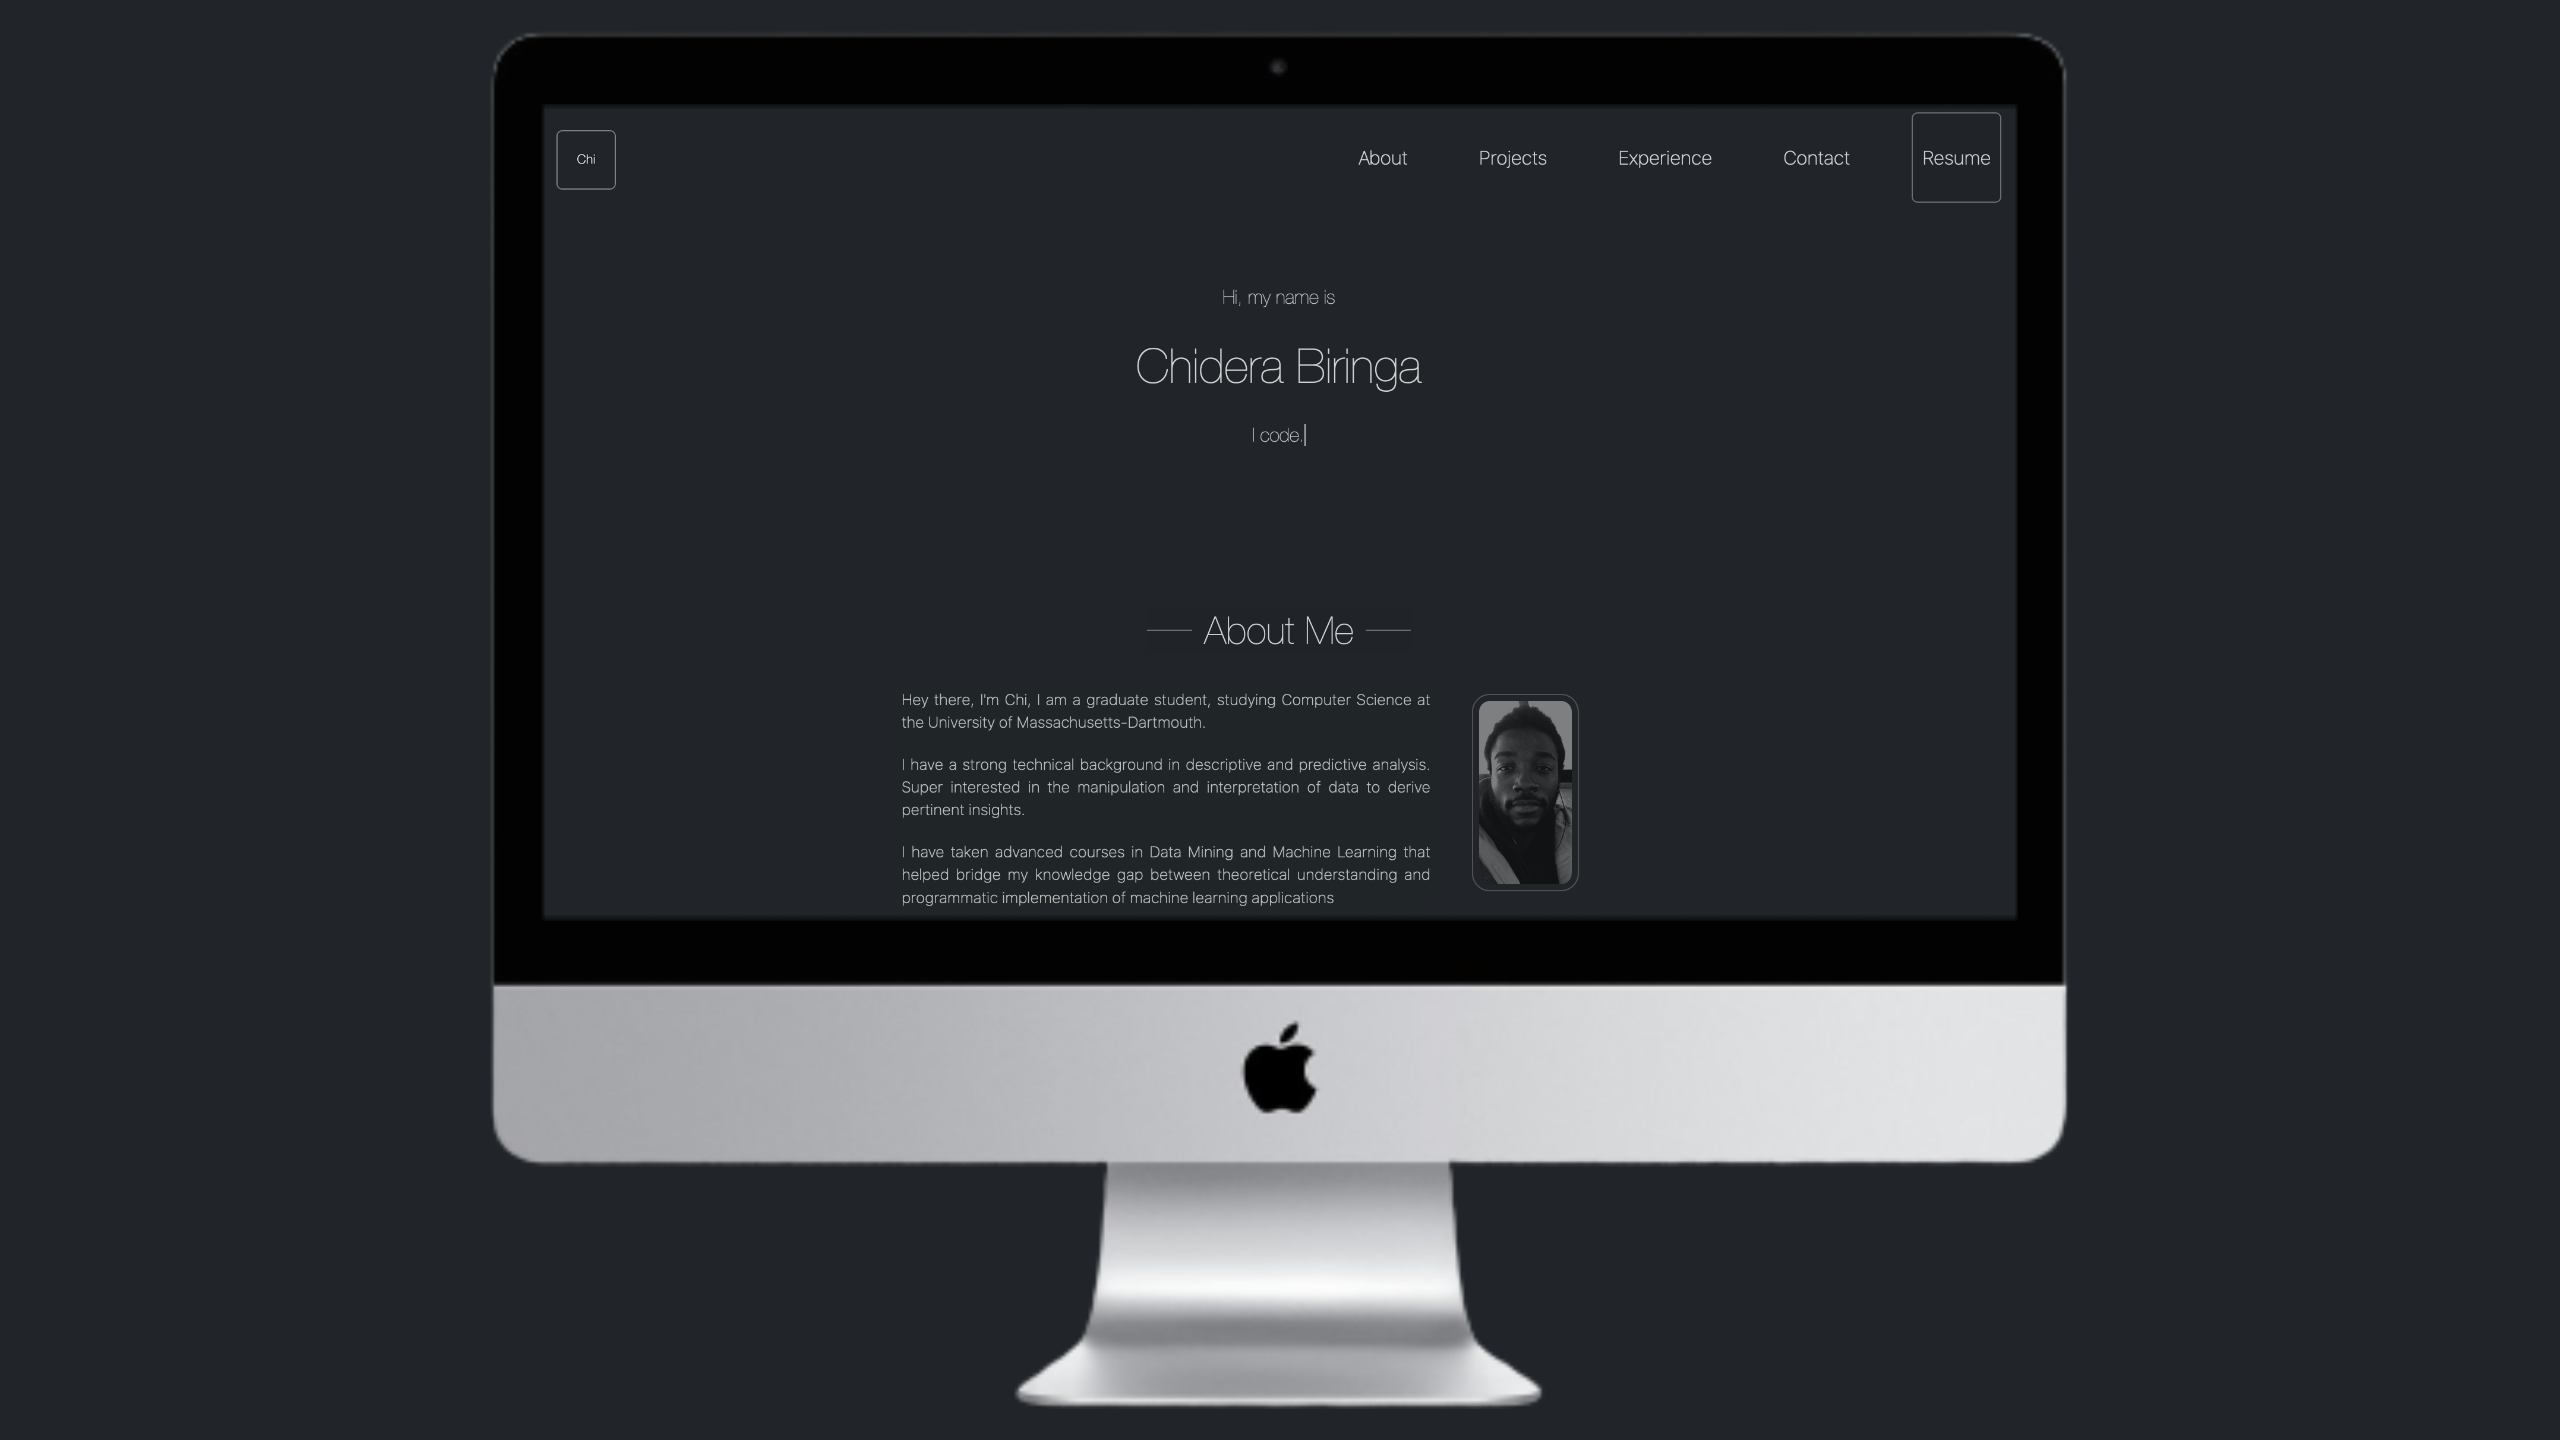 Chi
About
Projects
Experience
Contact
Resume
Hi, my name is
Chidera Biringa
I code.
About Me
Hey there, I'm Chi, I am a graduate student, studying Computer Science at
the University of Massachusetts-Dartmouth.
I have a strong technical background in descriptive and predictive analysis.
Super interested in the manipulation and interpretation of data to derive
pertinent insights.
I have taken advanced courses in Data Mining and Machine Learning that
helped bridge my knowledge gap between theoretical understanding and
programmatic implementation of machine learning applications